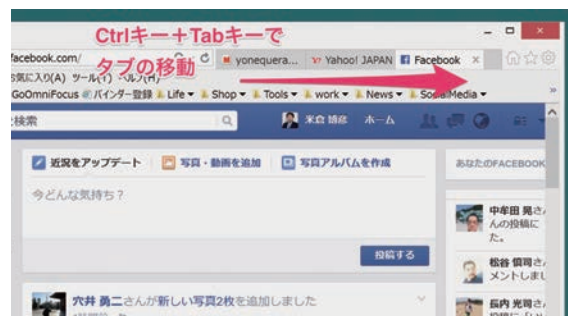 Ctrlキー＋Tabキーで
タブの移動
facebook.com/
yonequera...
Yahoo! JAPAN
Facebook
気に入り(A) ツール(T) ヘルプ(H)
GoOmniFocus バインダー登録 Life Shop Tools work News Social Media
検索
米倉 博彦 ホーム
近況をアップデート
写真・動画を追加
写真アルバムを作成
あなたのFACEBOOK
今どんな気持ち？
投稿する
中牟田 晃さん
んの投稿に
た。
松谷 慎司さ
メントしまし
穴井 勇二さんが新しい写真2枚を追加しました
長内 光司さ